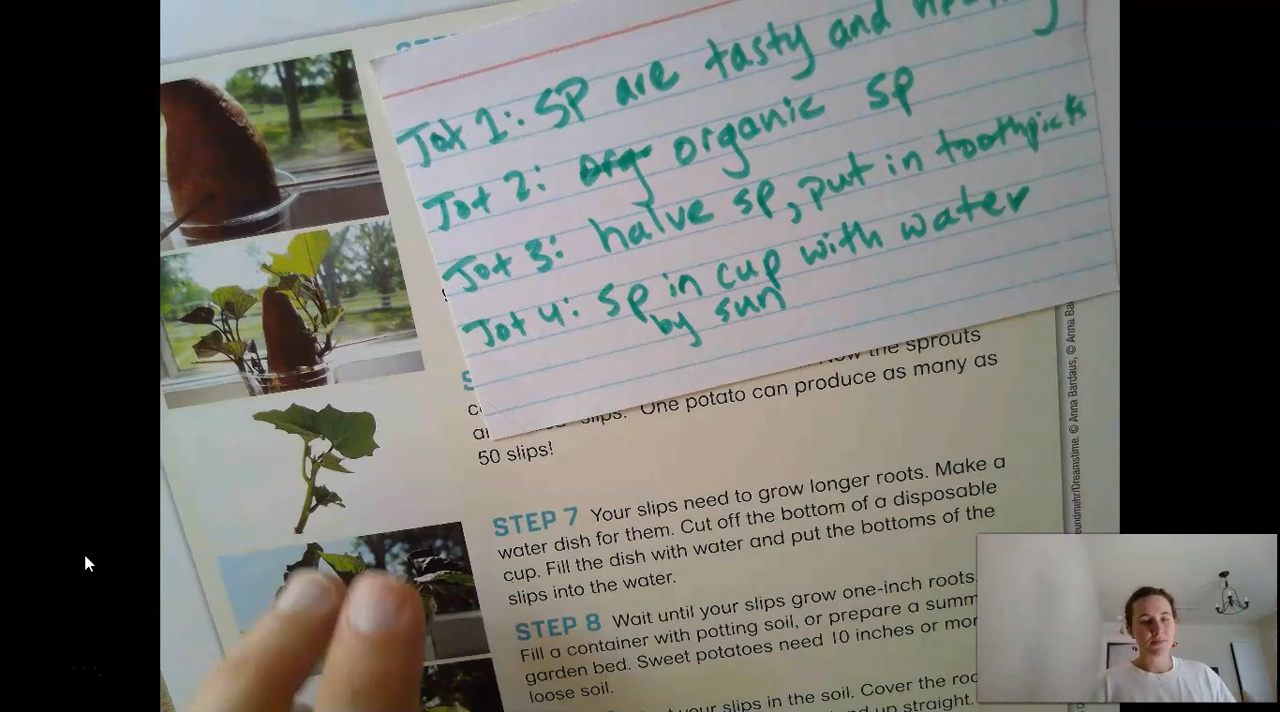 Jot 1: SP are tasty and
Jot 2: organic SP
Jot 3: halve SP, put in toothpicks
Jot 4: SP in cup with water
by sun
the sprouts
slips. One potato can produce as many as
50 slips!
STEP 7 Your slips need to grow longer roots. Make a
water dish for them. Cut off the bottom of a disposable
cup. Fill the dish with water and put the bottoms of the
slips into the water.
STEP 8 Wait until your slips grow one-inch roots.
Fill a container with potting soil, or prepare a
garden bed. Sweet potatoes need 10 inches or
loose soil.
your slips in the soil. Cover the
up straight.
/Dreamstime. © Anna Bardaus, © Anna